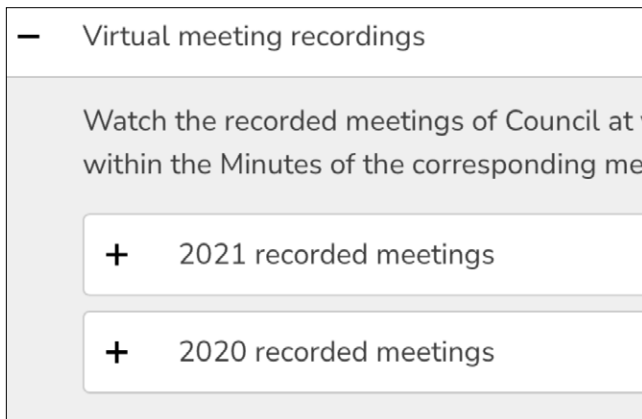 Virtual meeting recordings
Watch the recorded meetings of Council at
within the Minutes of the corresponding
2021 recorded meetings
2020 recorded meetings